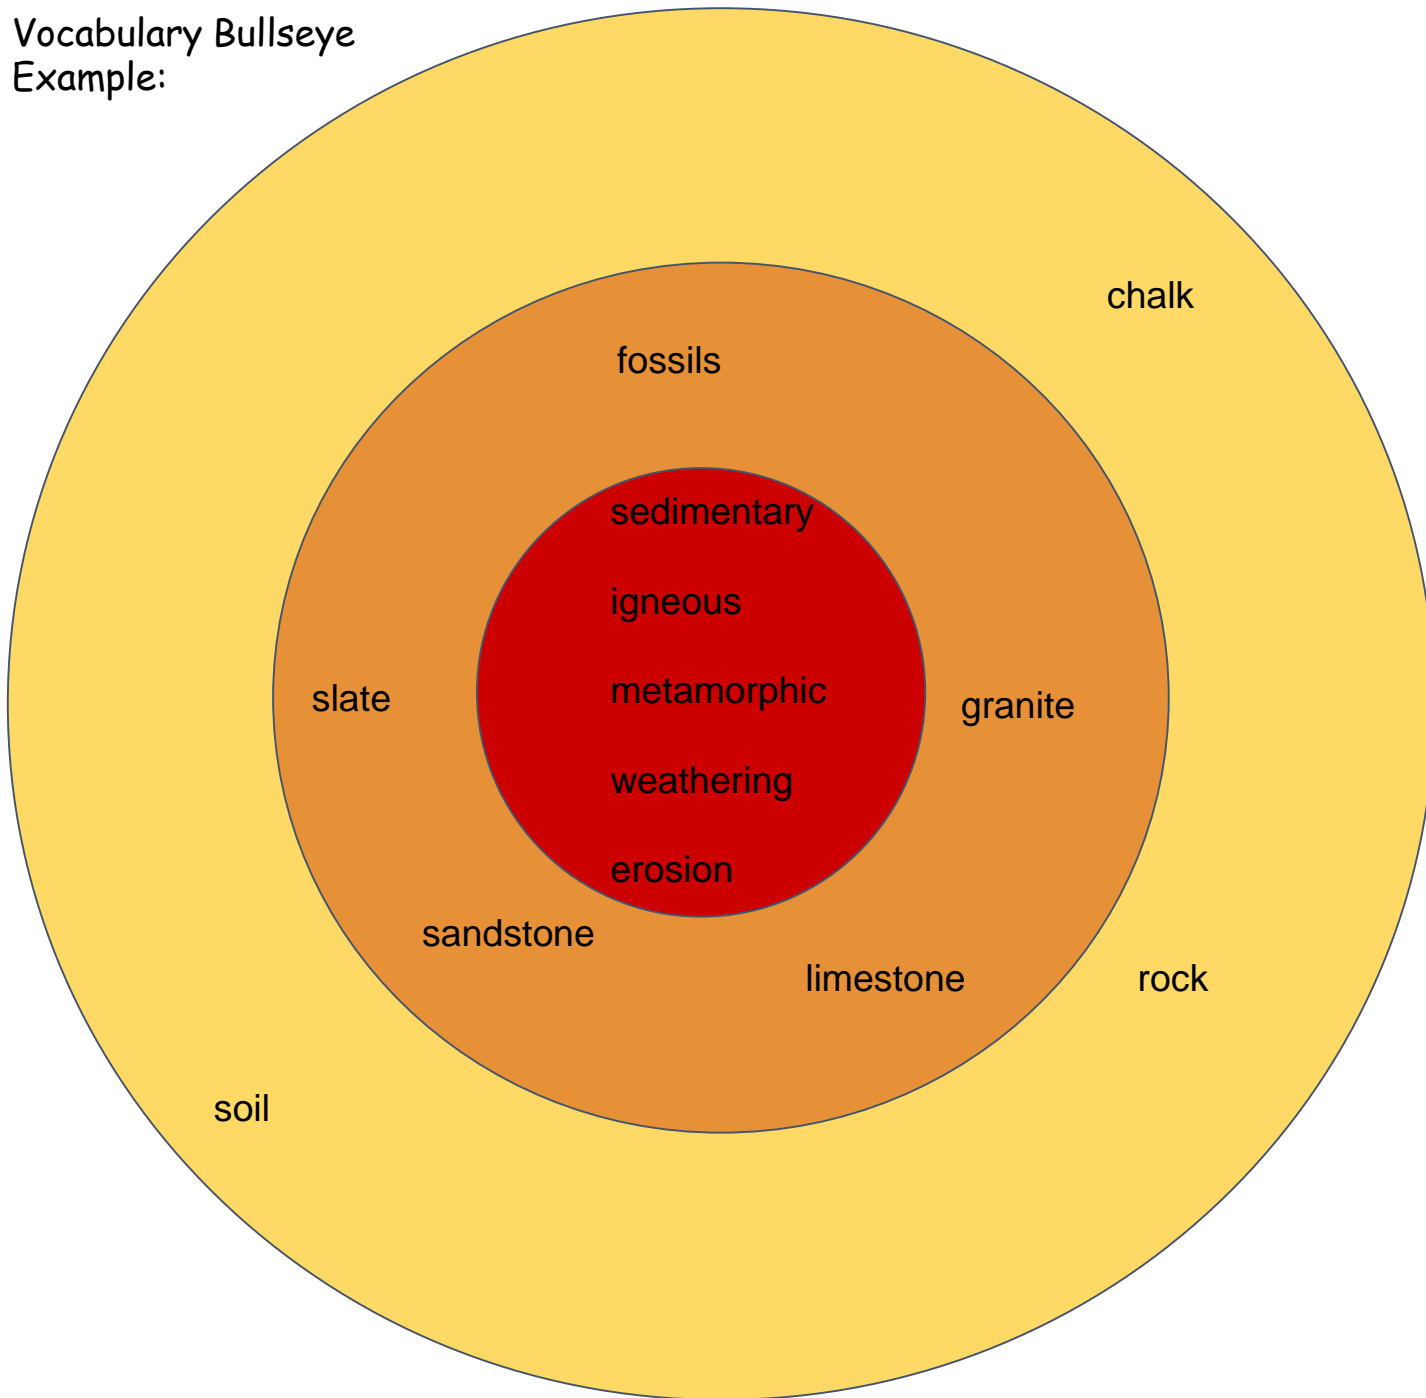 Vocabulary Bullseye
Example:
chalk
fossils
sedimentary
igneous
metamorphic
slate
granite
weathering
erosion
sandstone
limestone
rock
soil